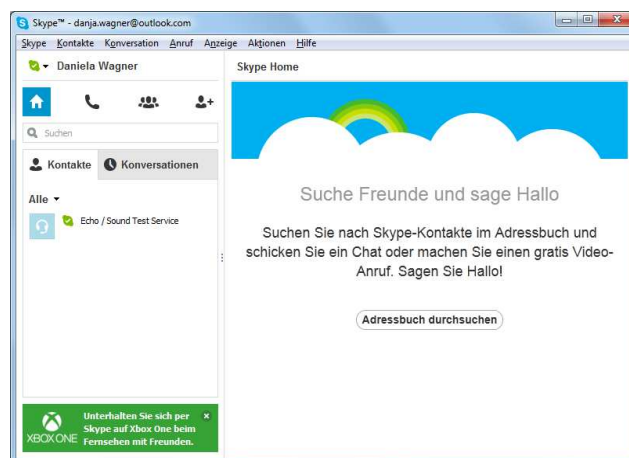 Skype™ - danja.wagner@outlook.com
Skype Kontakte Konversation Anruf Anzeige Aktionen Hilfe
Daniela Wagner
Suchen
Kontakte Konversationen
Alle
Echo / Sound Test Service
Unterhalten Sie sich per
Skype auf Xbox One beim
Fernsehen mit Freunden.
XBOX ONE
Skype Home
Suche Freunde und sage Hallo
Suchen Sie nach Skype-Kontakte im Adressbuch und
schicken Sie ein Chat oder machen Sie einen gratis Video-
Anruf. Sagen Sie Hallo!
Adressbuch durchsuchen